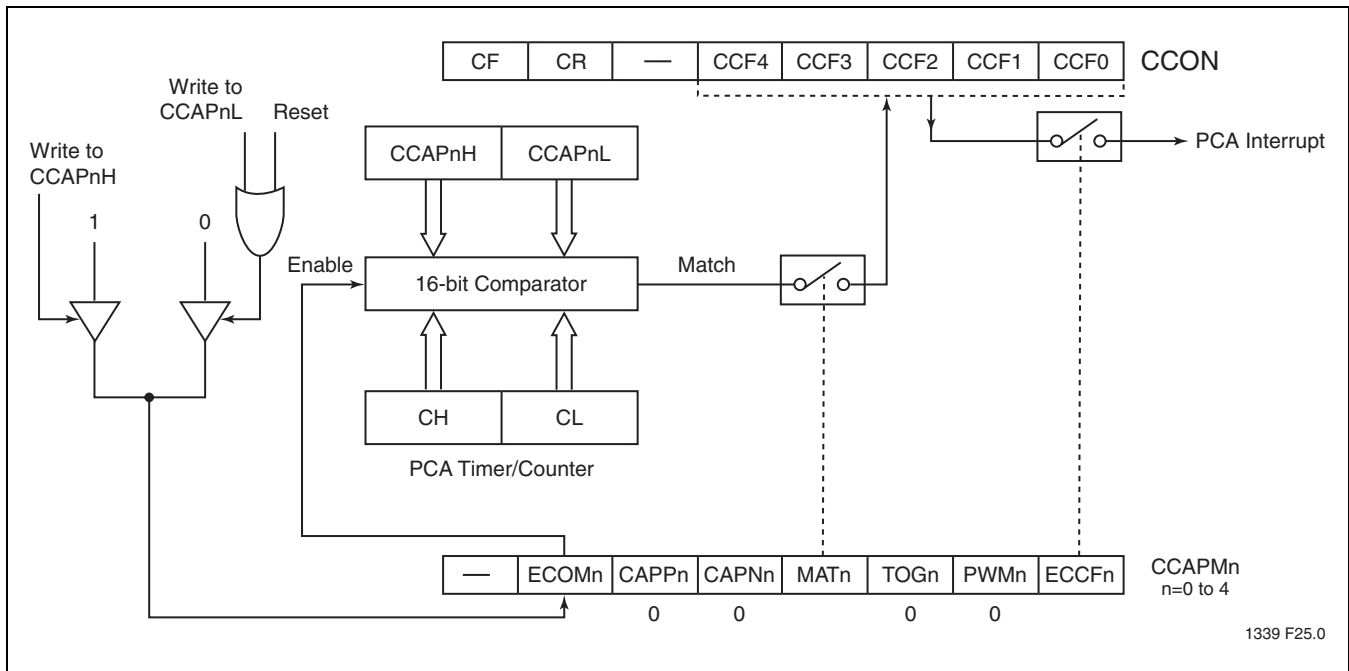 CF CR — CCF4 CCF3 CCF2 CCF1 CCF0 CCON
Write to
CCAPnL
Reset
Write to
CCAPnH
1
0
CCAPnH CCAPnL
PCA Interrupt
Enable
16-bit Comparator
Match
CH CL
PCA Timer/Counter
— ECOMn CAPPn CAPNn MATn TOGn PWMn ECCFn
CCAPMn
n=0 to 4
0 0 0 0
1339 F25.0